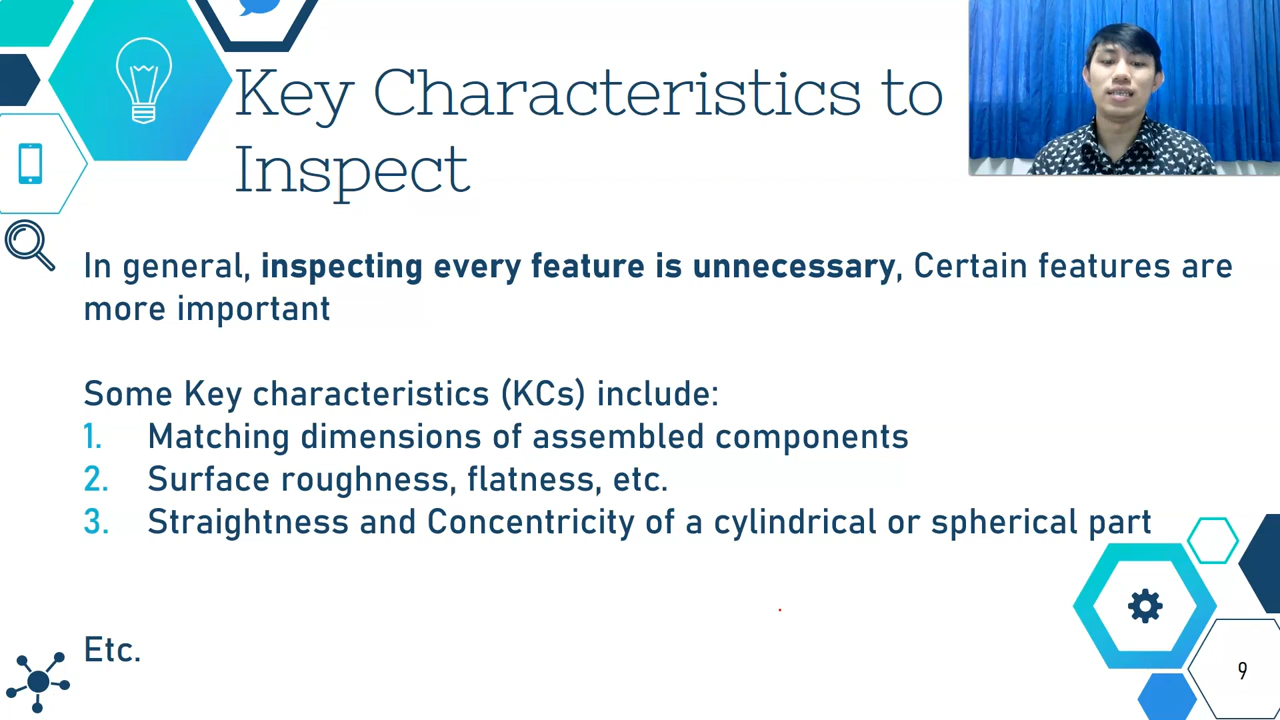 Key Characteristics to
Inspect
In general, inspecting every feature is unnecessary, Certain features are
more important
Some Key characteristics (KCs) include:
1. Matching dimensions of assembled components
2. Surface roughness, flatness, etc.
3. Straightness and Concentricity of a cylindrical or spherical part
Etc.
9